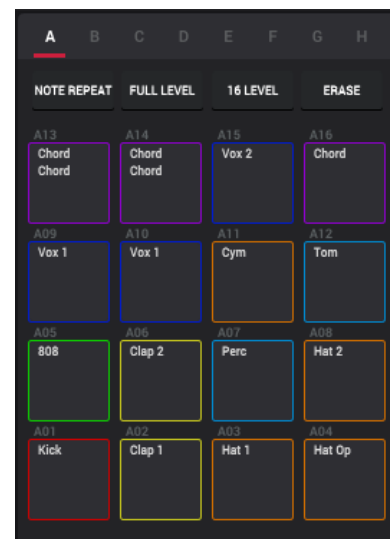 A B C D E F G H
NOTE REPEAT FULL LEVEL 16 LEVEL ERASE
A13 A14 A15 A16
Chord Chord Vox 2 Chord
Chord Chord
A09 A10 A11 A12
Vox 1 Vox 1 Cym Tom
A05 A06 A07 A08
808 Clap 2 Perc Hat 2
A01 A02 A03 A04
Kick Clap 1 Hat 1 Hat Op